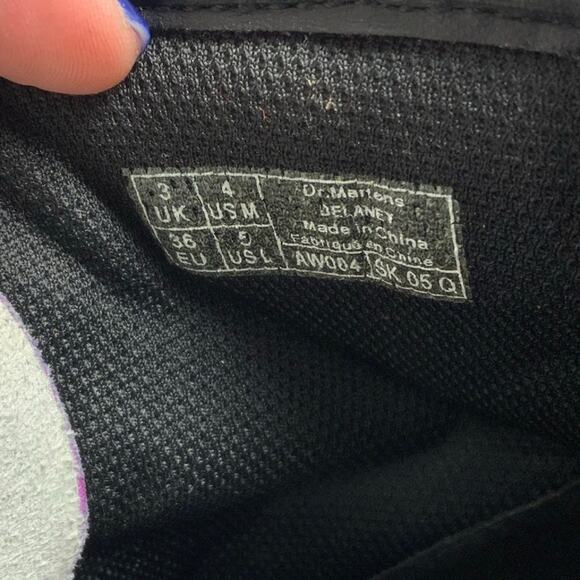 3 UK
4 US M
36 EU
5 US L
Dr.Martens
DELANEY
Made in China
Fabriqué en Chine
AW004 SK 05 Q